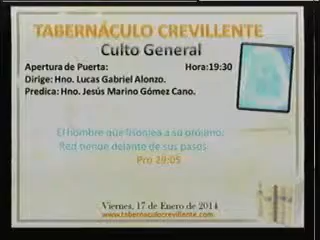 TABERNÁCULO CREVILLENTE
Culto General
Apertura de Puerta: Hora:19:30
Dirige: Hno. Lucas Gabriel Alonzo.
Predica: Hno. Jesús Marino Gómez Cano.
El hombre que lisonjea a su prójimo,
Red tiende delante de sus pasos.
Pro 29:05
Viernes, 17 de Enero de 2014
www.tabernaculocrevillente.com